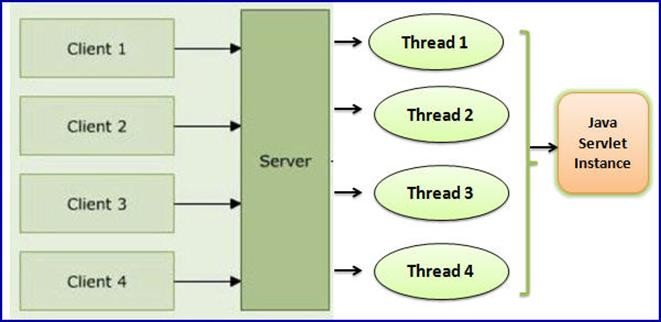 Client 1
Client 2
Client 3
Client 4
Server
Thread 1
Thread 2
Thread 3
Thread 4
Java
Servlet
Instance